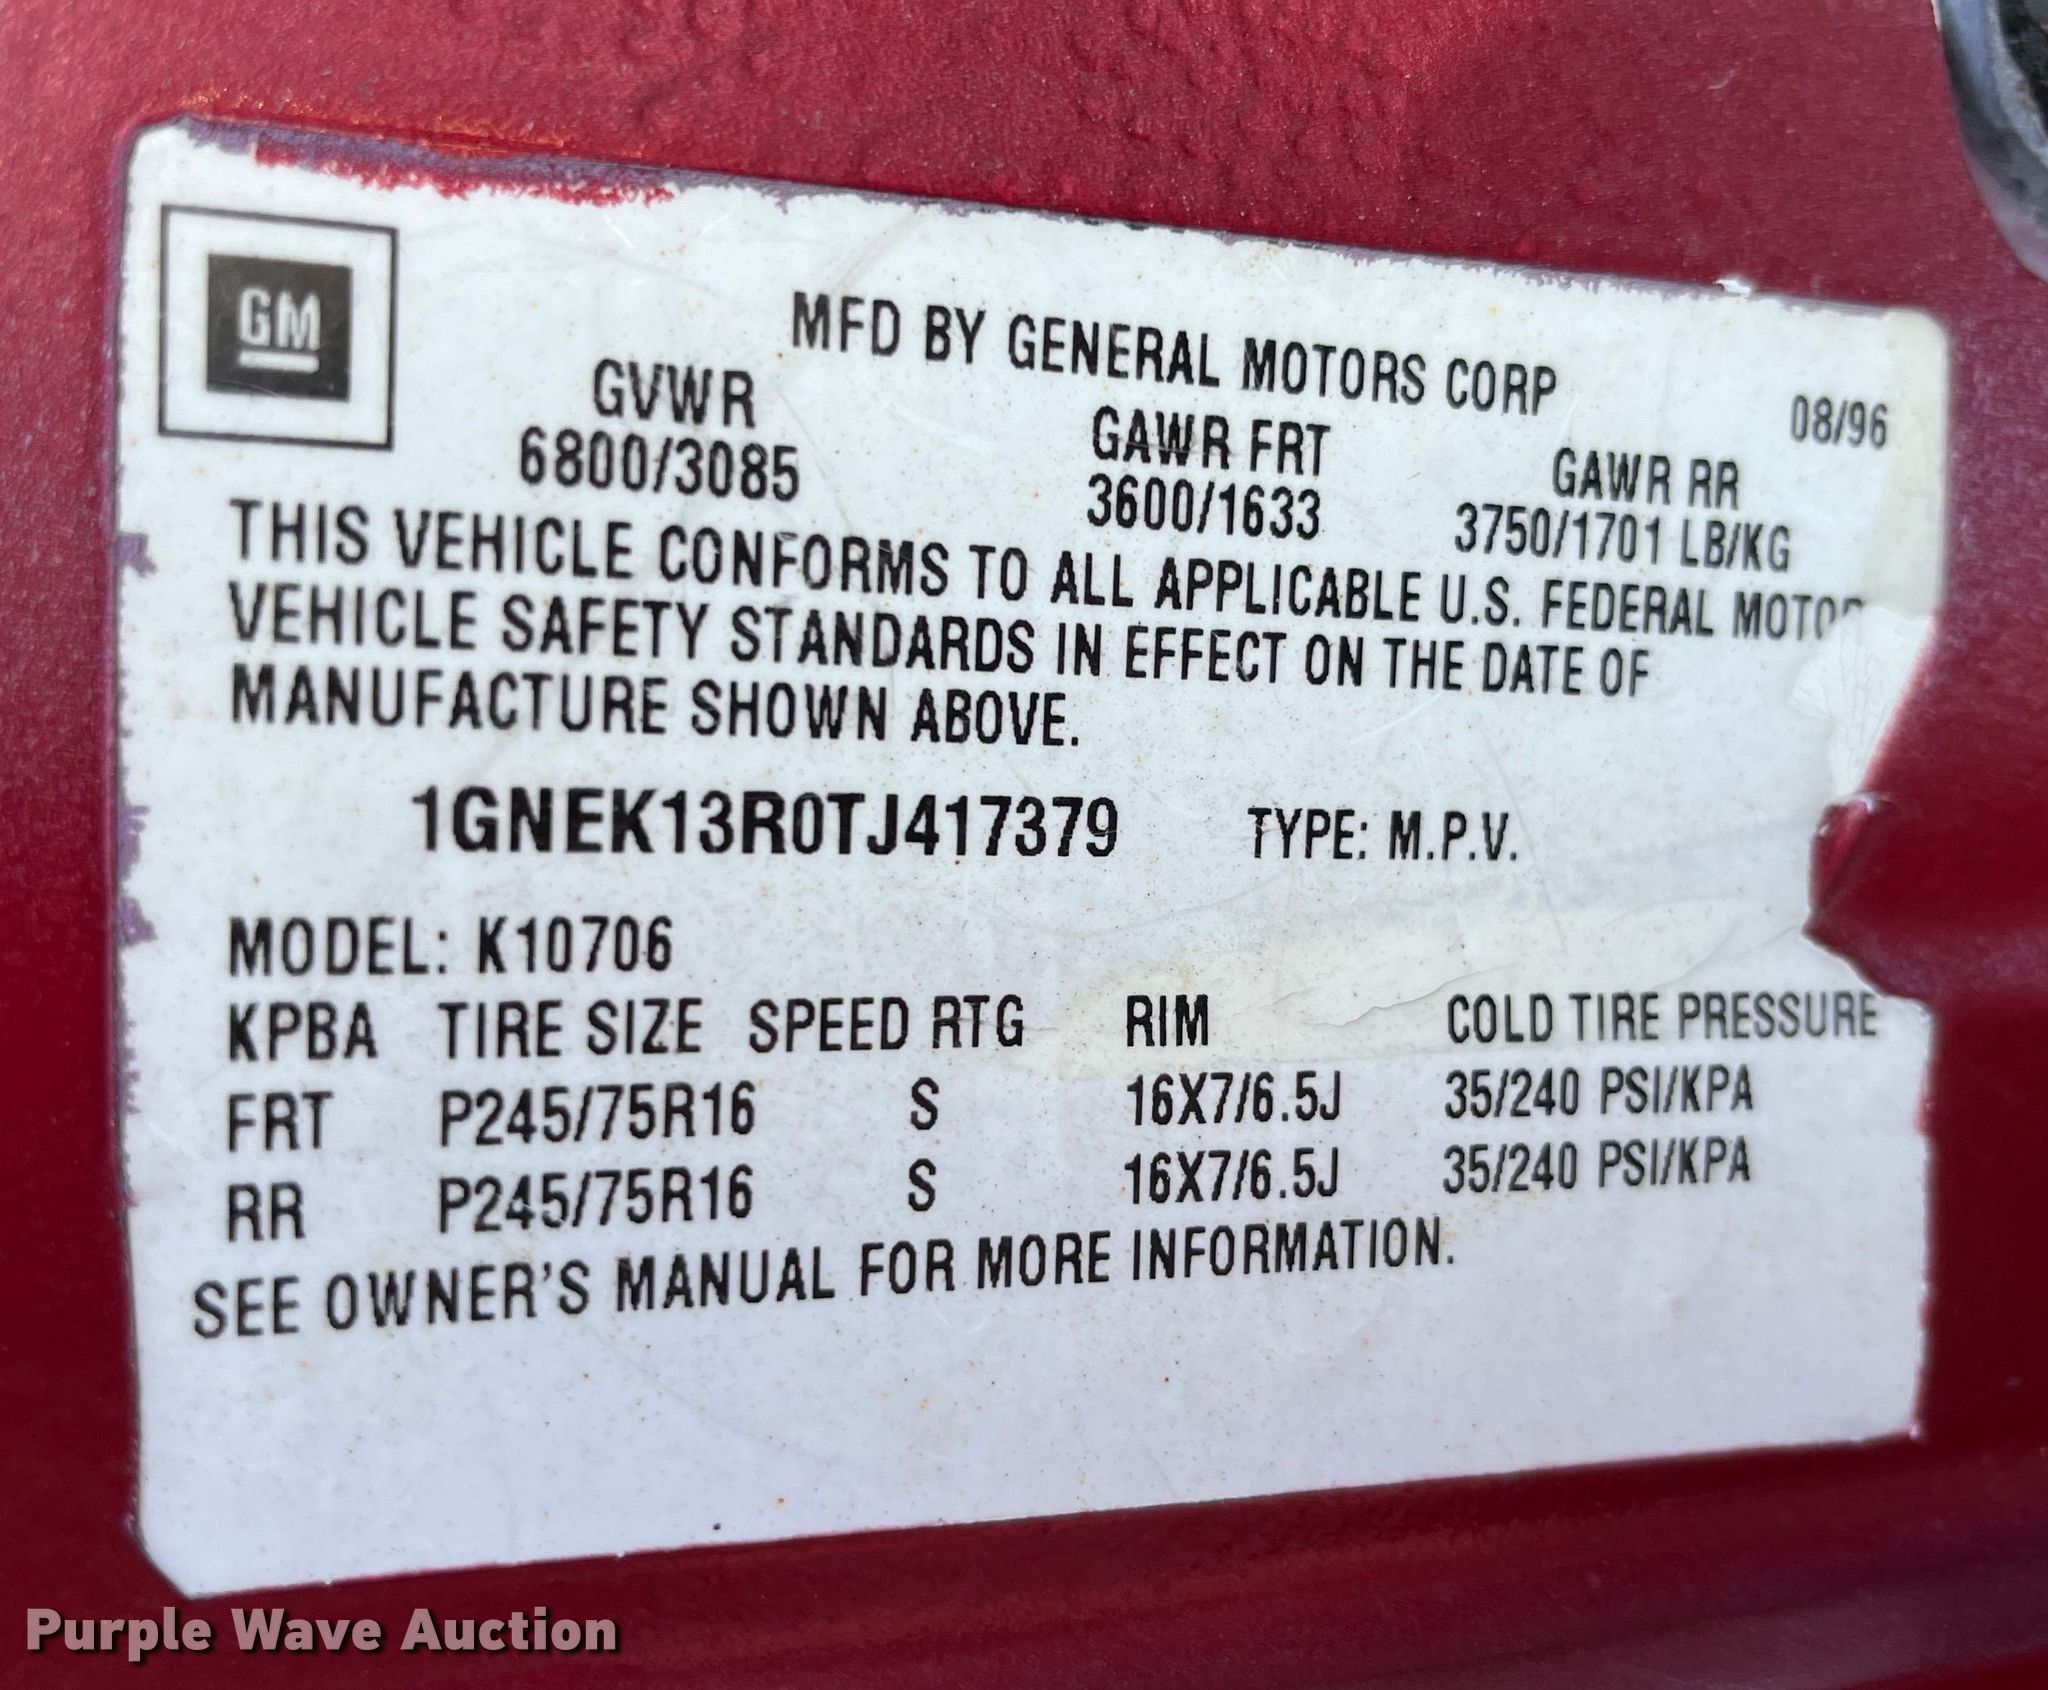 GM
MFD BY GENERAL MOTORS CORP
08/96
GVWR GAWR FRT GAWR RR
6800/3085 3600/1633 3750/1701 LB/KG
THIS VEHICLE CONFORMS TO ALL APPLICABLE U.S. FEDERAL MOTOR
VEHICLE SAFETY STANDARDS IN EFFECT ON THE DATE OF
MANUFACTURE SHOWN ABOVE.
1GNEK13R0TJ417379 TYPE: M.P.V.
MODEL: K10706
KPBA TIRE SIZE SPEED RTG RIM COLD TIRE PRESSURE
FRT P245/75R16 S 16X7/6.5J 35/240 PSI/KPA
RR P245/75R16 S 16X7/6.5J 35/240 PSI/KPA
SEE OWNER'S MANUAL FOR MORE INFORMATION.
Purple Wave Auction